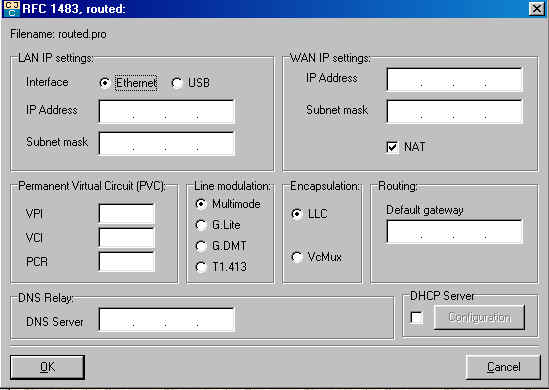 RFC 1483, routed:
Filename: routed.pro
LAN IP settings:
WAN IP settings:
Interface Ethernet USB
IP Address
IP Address
Subnet mask
Subnet mask
NAT
Permanent Virtual Circuit (PVC):
Line modulation:
Encapsulation:
Routing:
VPI
VCI
PCR
Multimode
G.Lite
G.DMT
T1.413
LLC
VcMux
Default gateway
DNS Relay:
DNS Server
DHCP Server
Configuration
OK
Cancel